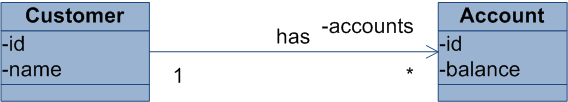 Customer
-id
-name
has
-accounts
1
*
Account
-id
-balance